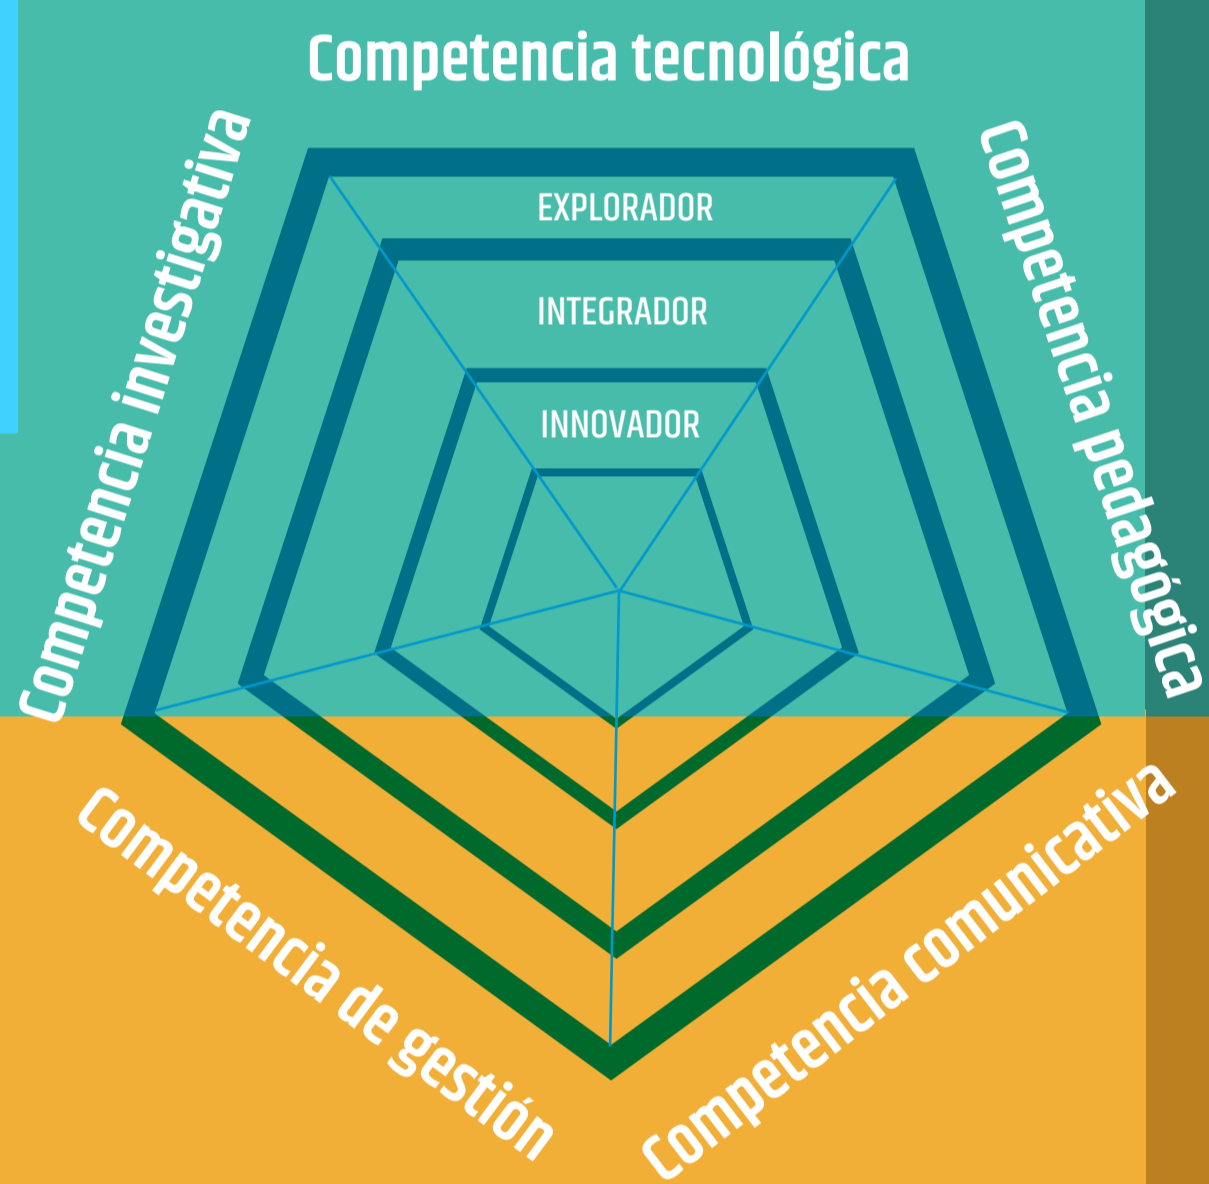 Competencia tecnológica
Competencia investigativa
Competencia pedagógica
EXPLORADOR
INTEGRADOR
INNOVADOR
Competencia de gestión
Competencia comunicativa